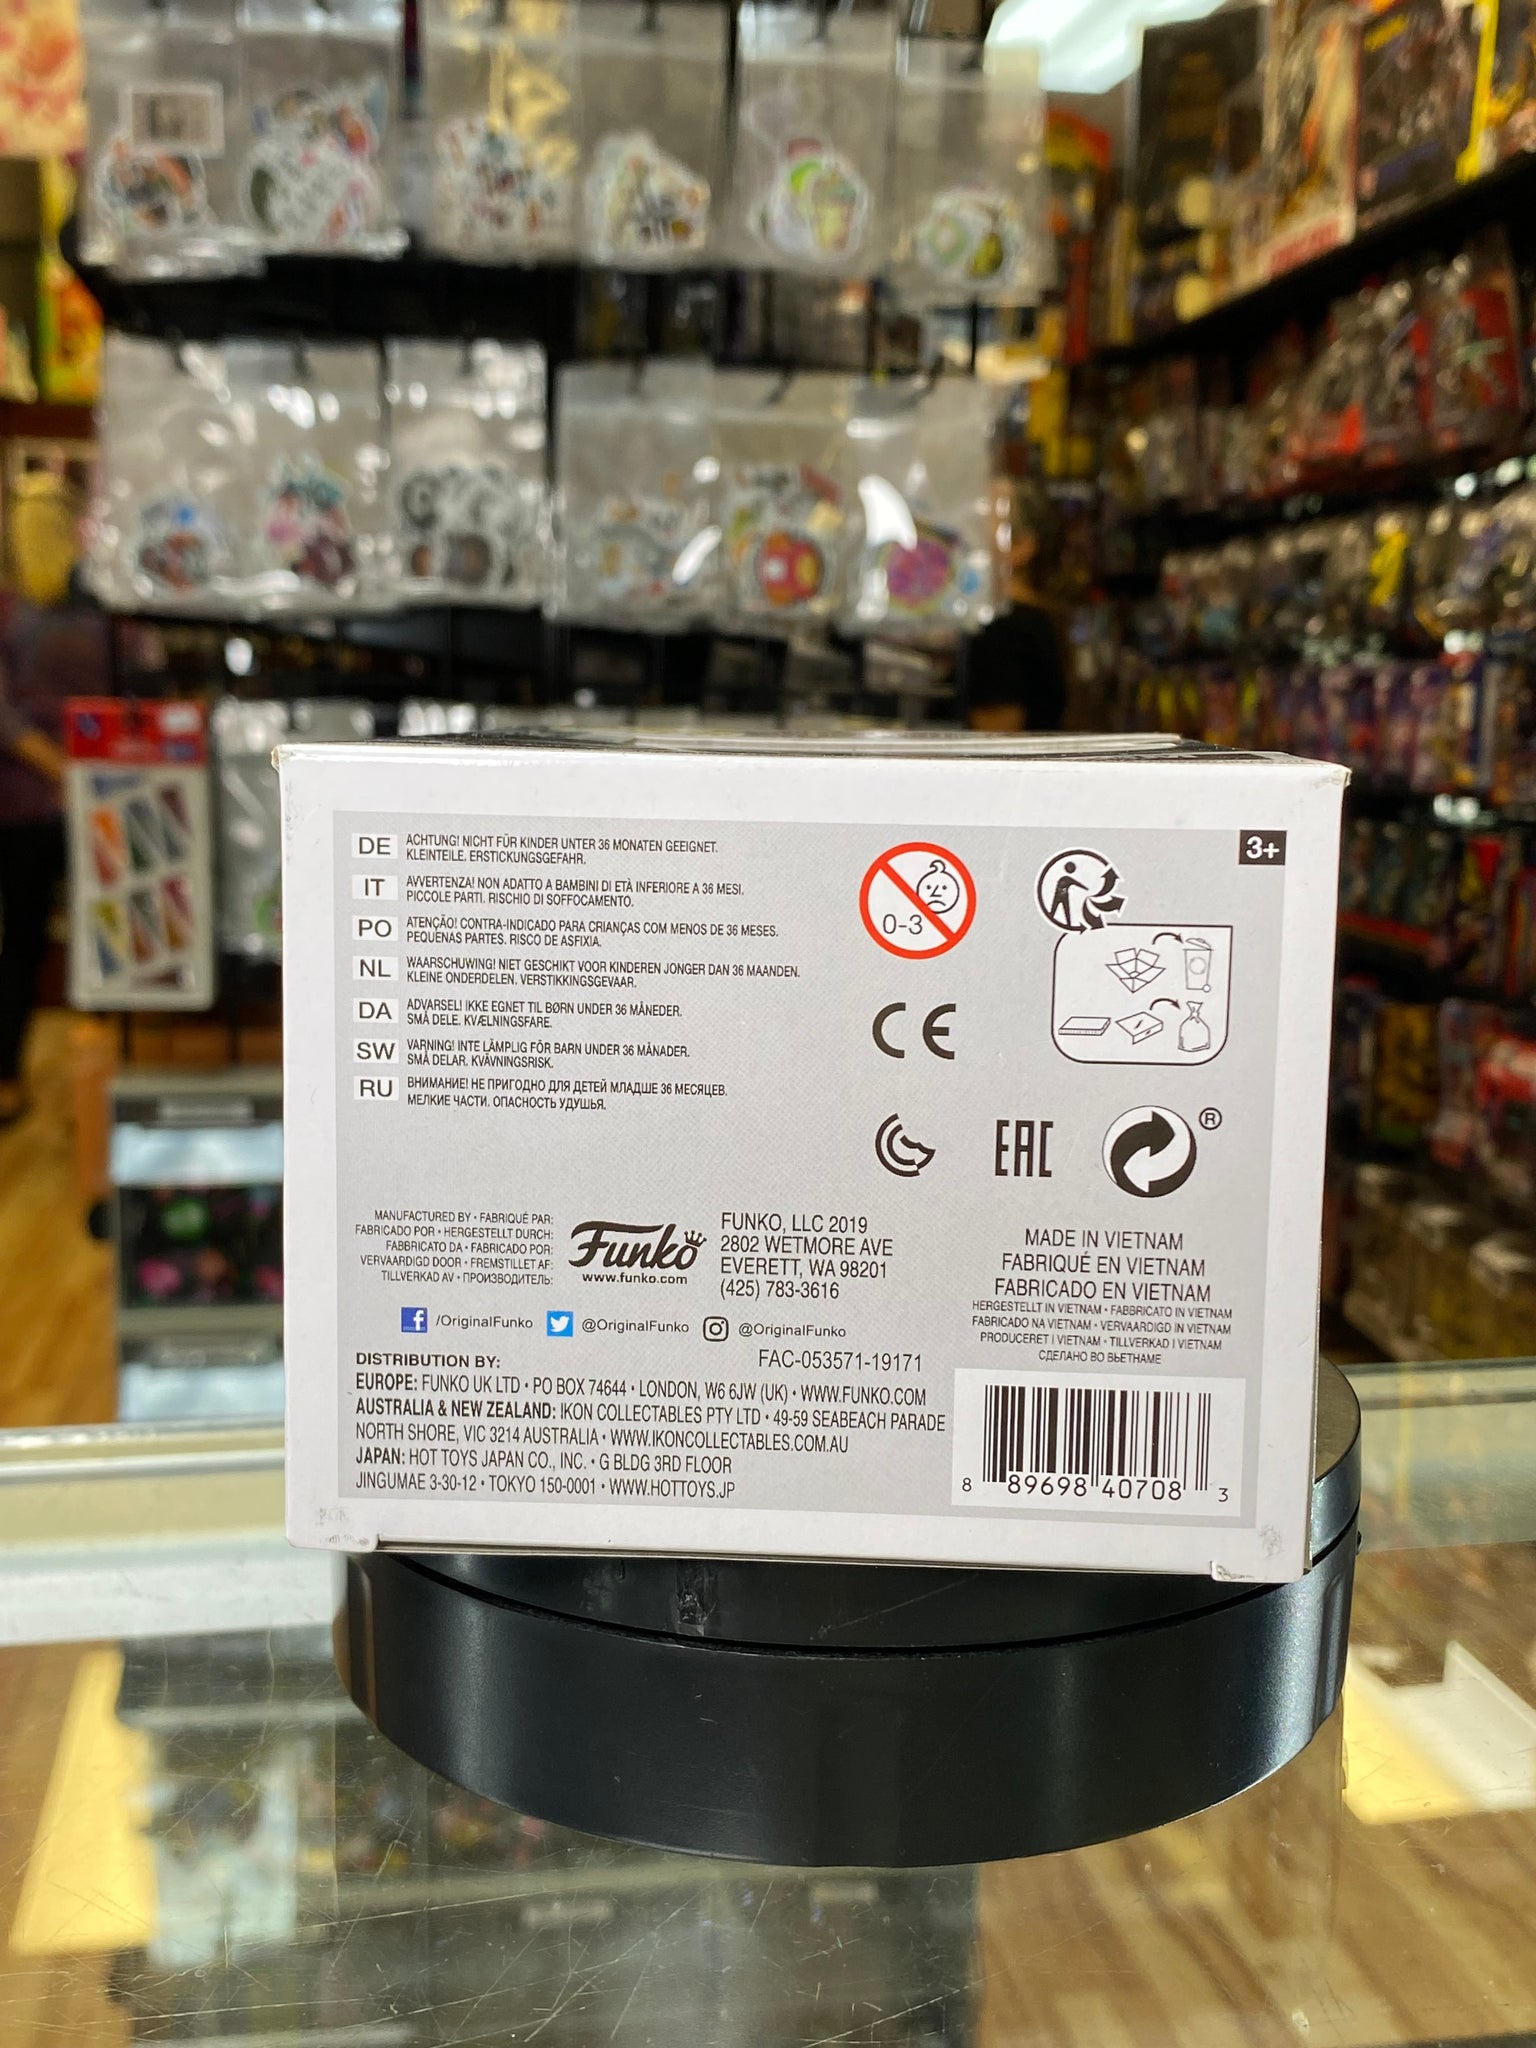 DE ACHTUNG! NICHT FÜR KINDER UNTER 36 MONATEN GEEIGNET.
KLEINTEILE. ERSTICKUNGSGEFAHR.
IT AVVERTENZA! NON ADATTO A BAMBINI DI ETÀ INFERIORE A 36 MESI.
PICCOLE PARTI. RISCHIO DI SOFFOCAMENTO.
PO ATENÇÃO! CONTRA-INDICADO PARA CRIANÇAS COM MENOS DE 36 MESES.
PEQUENAS PARTES. RISCO DE ASFIXIA.
NL WAARSCHUWING! NIET GESCHIKT VOOR KINDEREN JONGER DAN 36 MAANDEN.
KLEINE ONDERDELEN. VERSTIKKINGSGEVAAR.
DA ADVARSEL! IKKE EGNET TIL BØRN UNDER 36 MÅNEDER.
SMÅ DELE. KVÆLNINGSFARE.
SW VARNING! INTE LÄMPLIG FÖR BARN UNDER 36 MÅNADER.
SMÅ DELAR. KVÄVNINGSRISK.
RU ВНИМАНИЕ! НЕ ПРИГОДНО ДЛЯ ДЕТЕЙ МЛАДШЕ 36 МЕСЯЦЕВ.
МЕЛКИЕ ЧАСТИ. ОПАСНОСТЬ УДУШЬЯ.
0-3
3+
CE
EAC
®
MANUFACTURED BY • FABRIQUÉ PAR:
FABRICADO POR • HERGESTELLT DURCH:
FABBRICATO DA • FABRICADO POR:
VERVAARDIGD DOOR • FREMSTILLET AF:
TILLVERKAD AV • ПРОИЗВОДИТЕЛЬ:
Funko
www.funko.com
FUNKO, LLC 2019
2802 WETMORE AVE
EVERETT, WA 98201
(425) 783-3616
MADE IN VIETNAM
FABRIQUÉ EN VIETNAM
FABRICADO EN VIETNAM
HERGESTELLT IN VIETNAM • FABBRICATO IN VIETNAM
FABRICADO NA VIETNAM • VERVAARDIGD IN VIETNAM
PRODUCERET I VIETNAM • TILLVERKAD I VIETNAM
СДЕЛАНО ВО ВЬЕТНАМЕ
/OriginalFunko @OriginalFunko @OriginalFunko
FAC-053571-19171
DISTRIBUTION BY:
EUROPE: FUNKO UK LTD • PO BOX 74644 • LONDON, W6 6JW (UK) • WWW.FUNKO.COM
AUSTRALIA & NEW ZEALAND: IKON COLLECTABLES PTY LTD • 49-59 SEABEACH PARADE
NORTH SHORE, VIC 3214 AUSTRALIA • WWW.IKONCOLLECTABLES.COM.AU
JAPAN: HOT TOYS JAPAN CO., INC. • G BLDG 3RD FLOOR
JINGUMAE 3-30-12 • TOKYO 150-0001 • WWW.HOTTOYS.JP
8 89698 40708 3